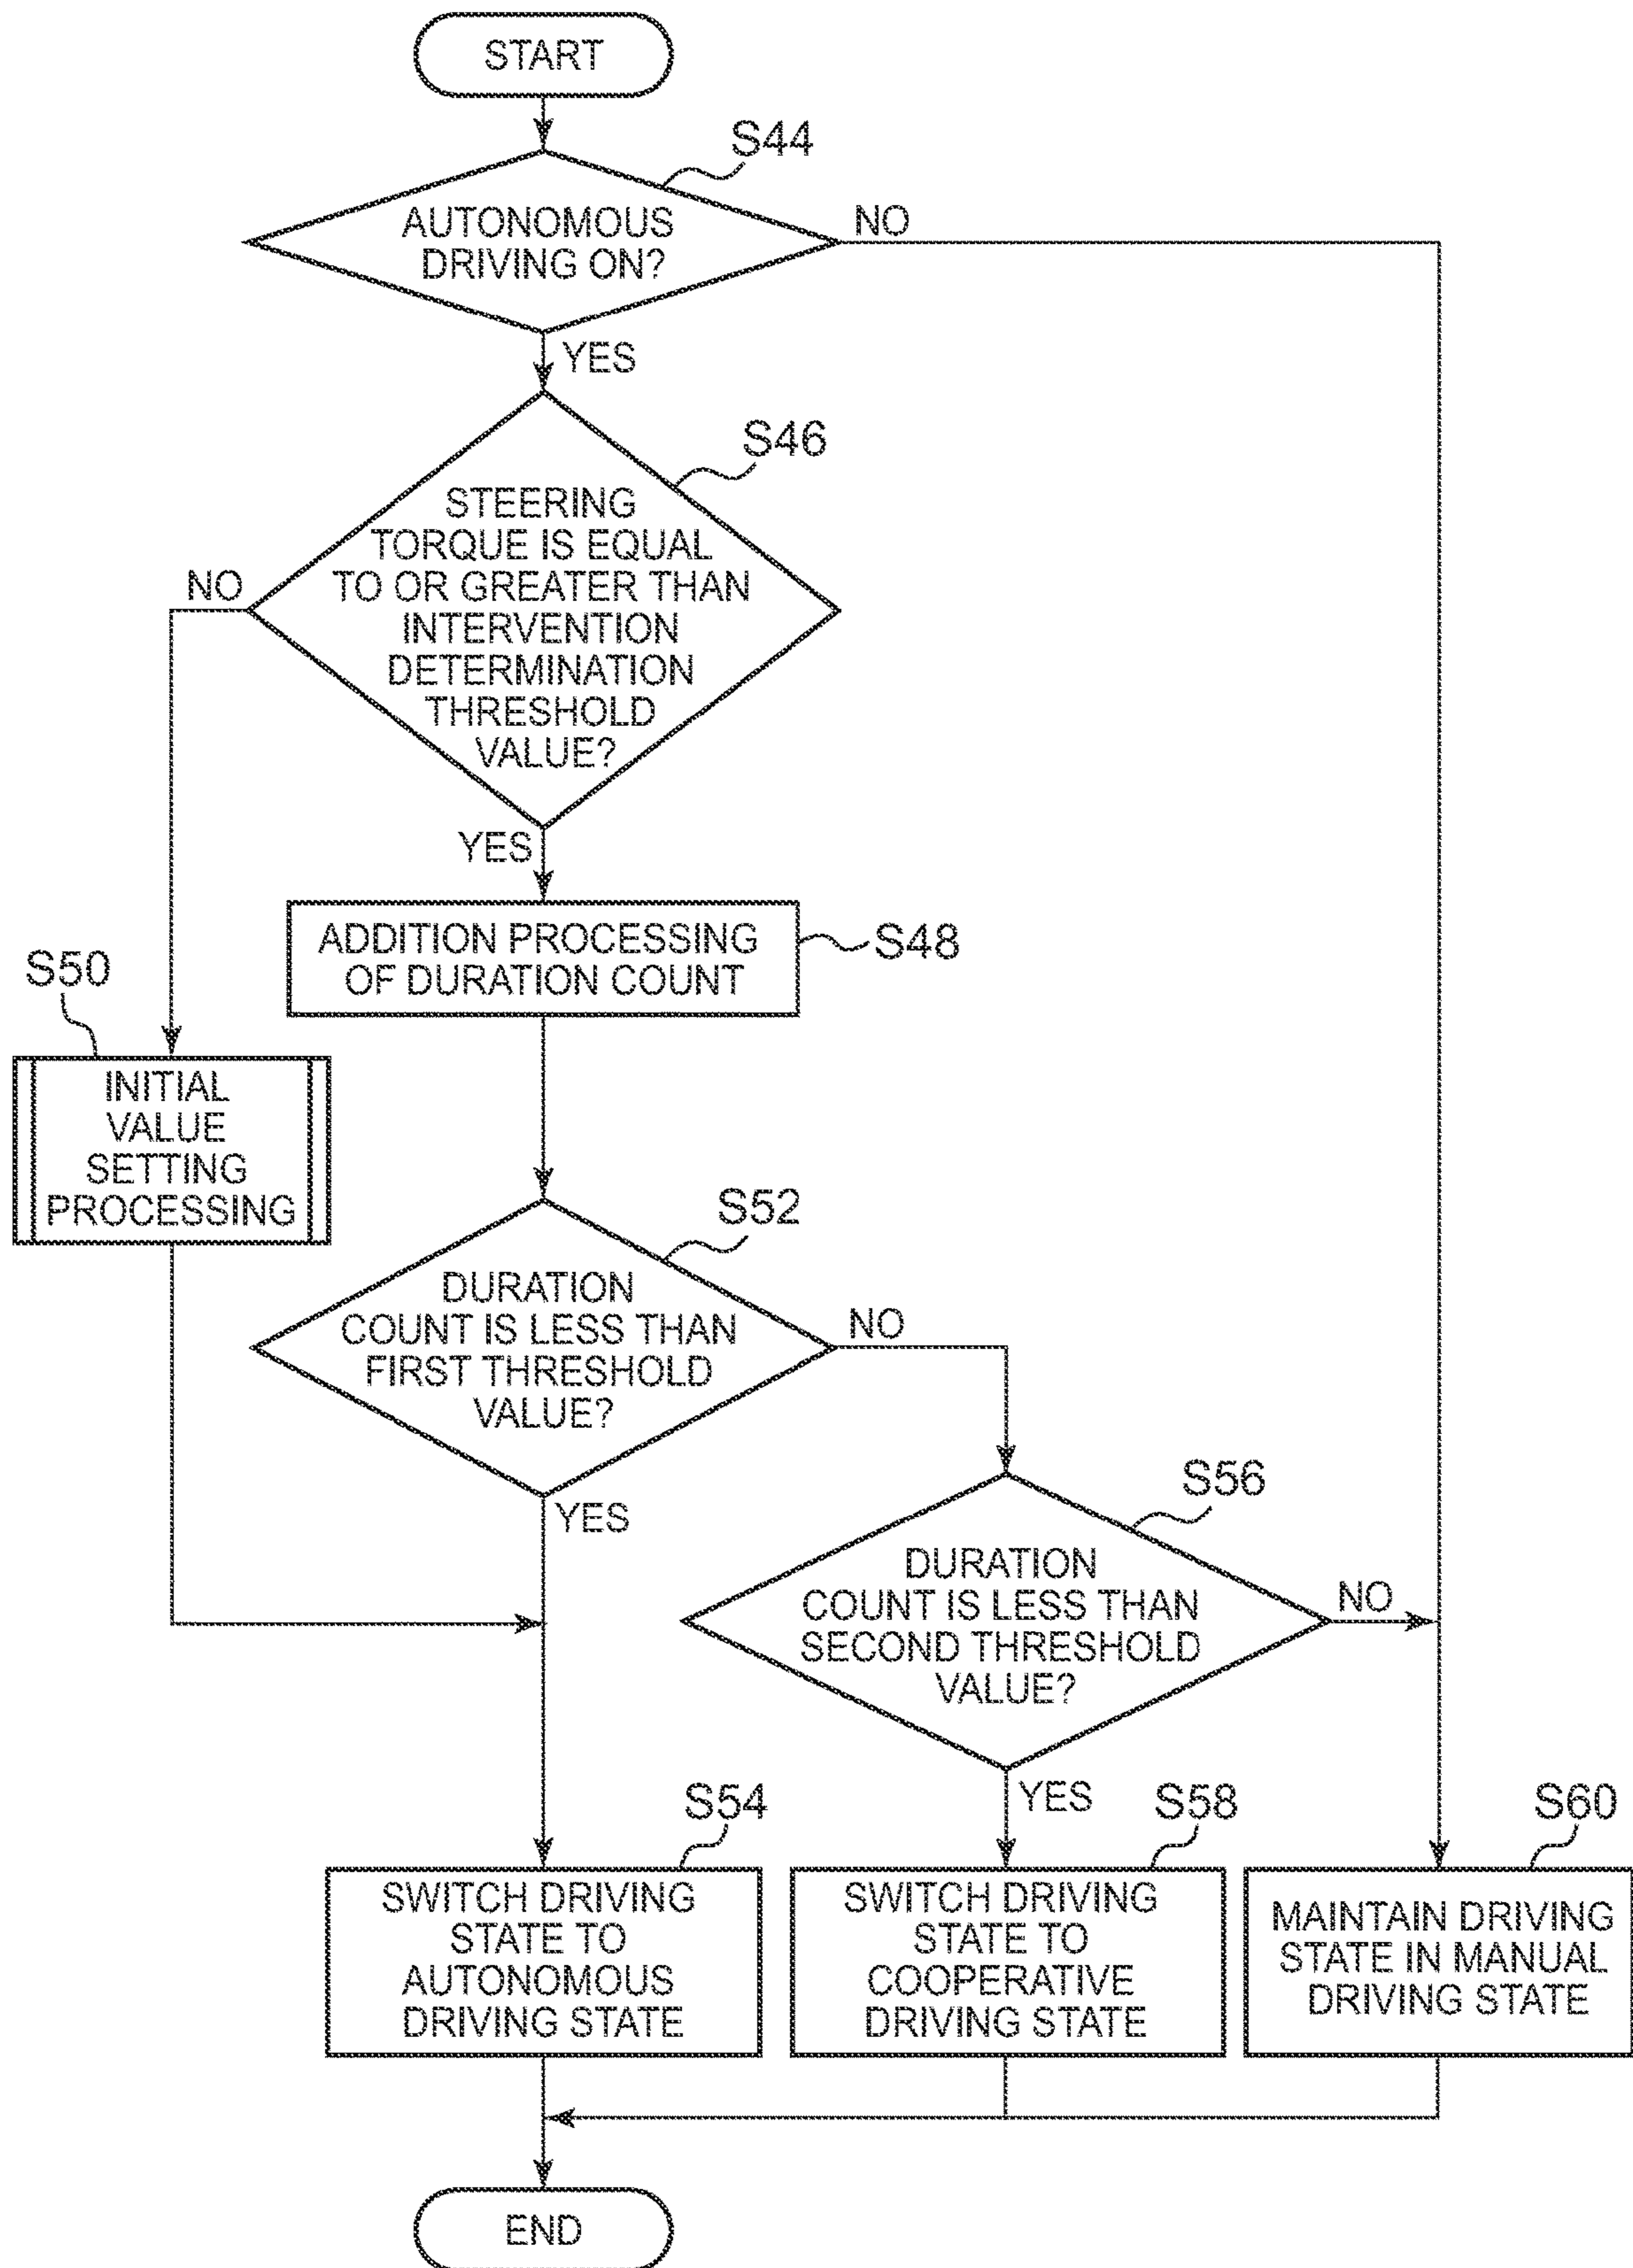 START
S44
AUTONOMOUS
DRIVING ON?
NO
YES
S46
STEERING
TORQUE IS EQUAL
TO OR GREATER THAN
INTERVENTION
DETERMINATION
THRESHOLD
VALUE?
NO
YES
ADDITION PROCESSING
OF DURATION COUNT
S48
S50
INITIAL
VALUE
SETTING
PROCESSING
S52
DURATION
COUNT IS LESS THAN
FIRST THRESHOLD
VALUE?
NO
YES
S56
DURATION
COUNT IS LESS THAN
SECOND THRESHOLD
VALUE?
NO
YES
S54
SWITCH DRIVING
STATE TO
AUTONOMOUS
DRIVING STATE
S58
SWITCH DRIVING
STATE TO
COOPERATIVE
DRIVING STATE
S60
MAINTAIN DRIVING
STATE IN MANUAL
DRIVING STATE
END